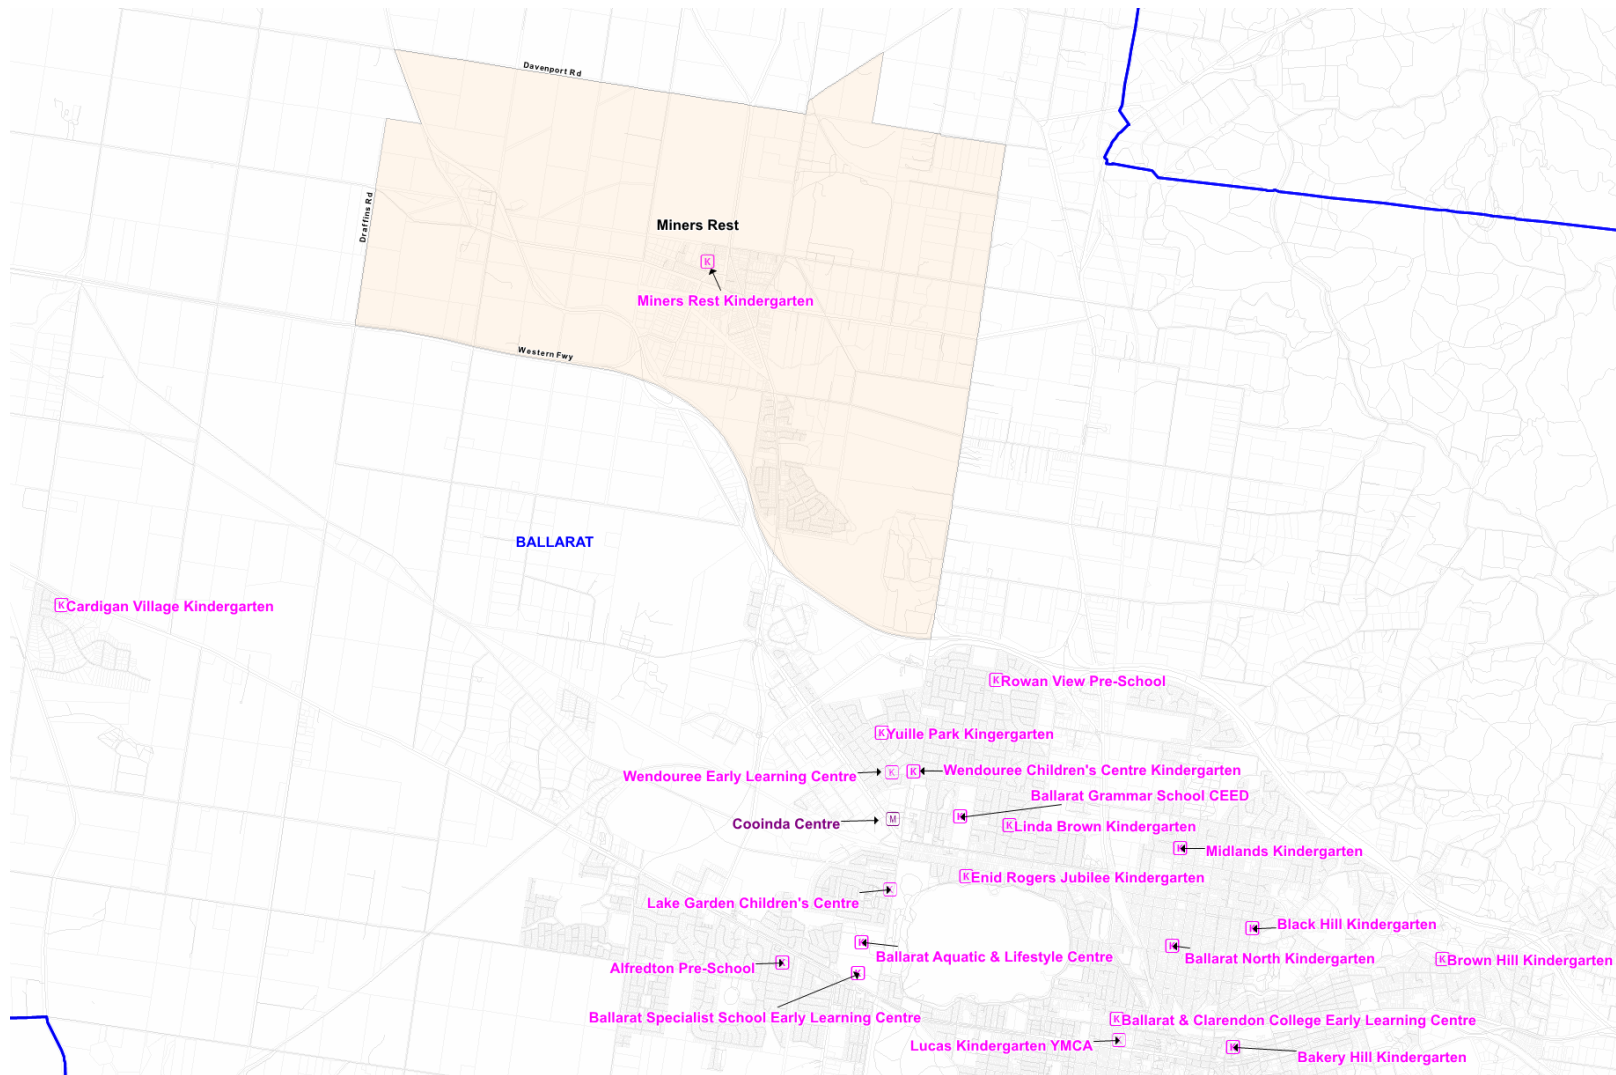 Davenport Rd
Draffins Rd
Miners Rest
K
Miners Rest Kindergarten
Western Fwy
BALLARAT
K Cardigan Village Kindergarten
K Rowan View Pre-School
K Yuille Park Kingergarten
Wendouree Early Learning Centre K
K Wendouree Children's Centre Kindergarten
Ballarat Grammar School CEED
K
Cooinda Centre M
K Linda Brown Kindergarten
K Midlands Kindergarten
K Enid Rogers Jubilee Kindergarten
Lake Garden Children's Centre K
K Black Hill Kindergarten
K Ballarat Aquatic & Lifestyle Centre
K Ballarat North Kindergarten
K Brown Hill Kindergarten
Alfredton Pre-School K
K
Ballarat Specialist School Early Learning Centre
K Ballarat & Clarendon College Early Learning Centre
Lucas Kindergarten YMCA K
K Bakery Hill Kindergarten